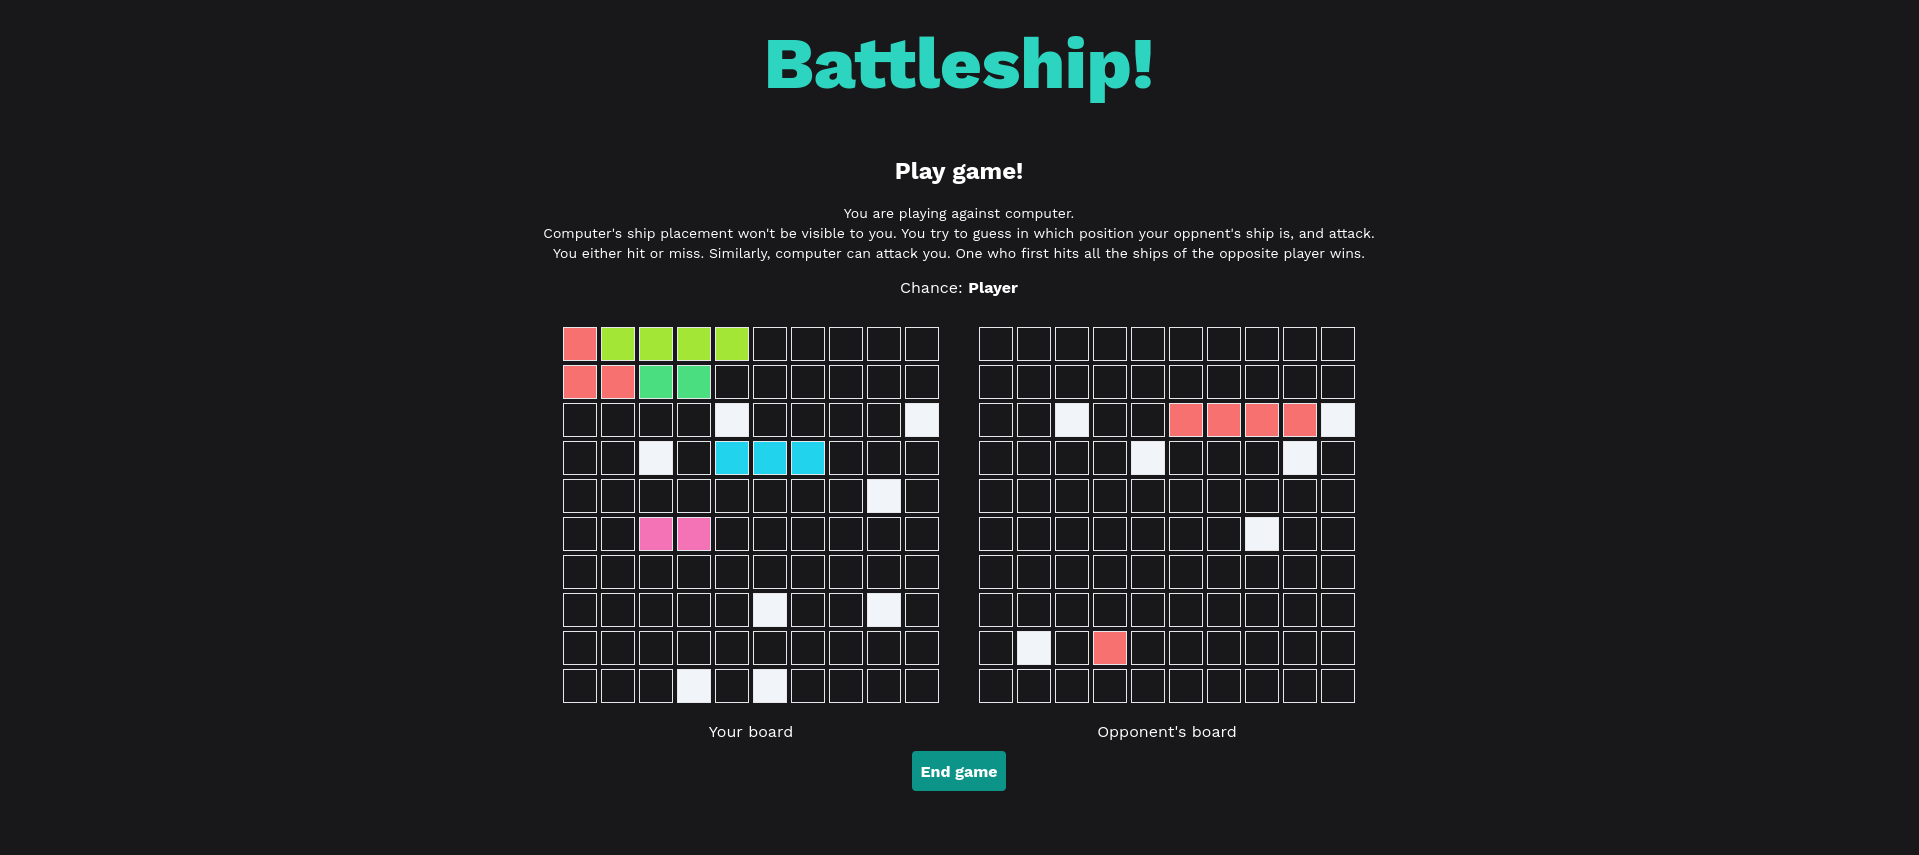 Battleship!
Play game!
You are playing against computer.
Computer's ship placement won't be visible to you. You try to guess in which position your oppnent's ship is, and attack.
You either hit or miss. Similarly, computer can attack you. One who first hits all the ships of the opposite player wins.
Chance: Player
Your board
Opponent's board
End game